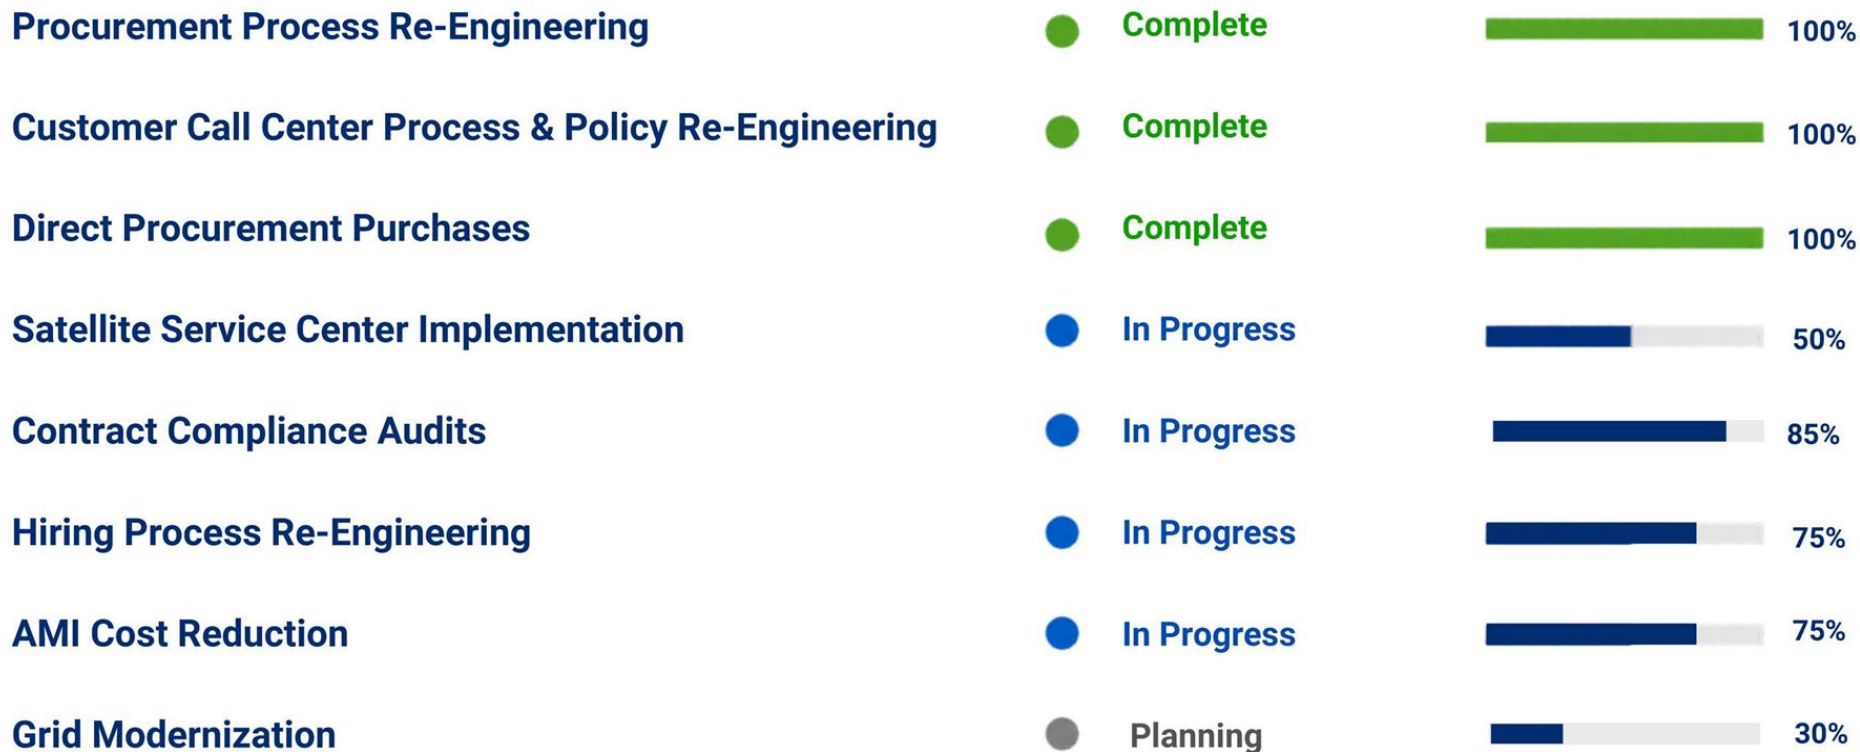 Procurement Process Re-Engineering Complete 100%
Customer Call Center Process & Policy Re-Engineering Complete 100%
Direct Procurement Purchases Complete 100%
Satellite Service Center Implementation In Progress 50%
Contract Compliance Audits In Progress 85%
Hiring Process Re-Engineering In Progress 75%
AMI Cost Reduction In Progress 75%
Grid Modernization Planning 30%